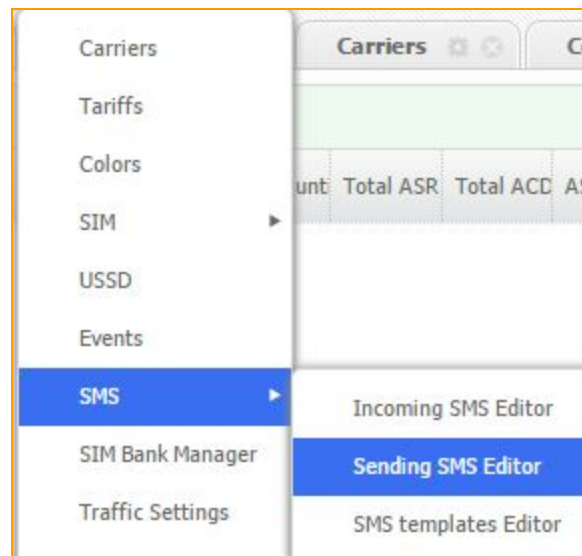 Carriers
Tariffs
Colors
SIM
USSD
Events
SMS
SIM Bank Manager
Traffic Settings
Carriers
Total ASR Total ACD
Incoming SMS Editor
Sending SMS Editor
SMS templates Editor